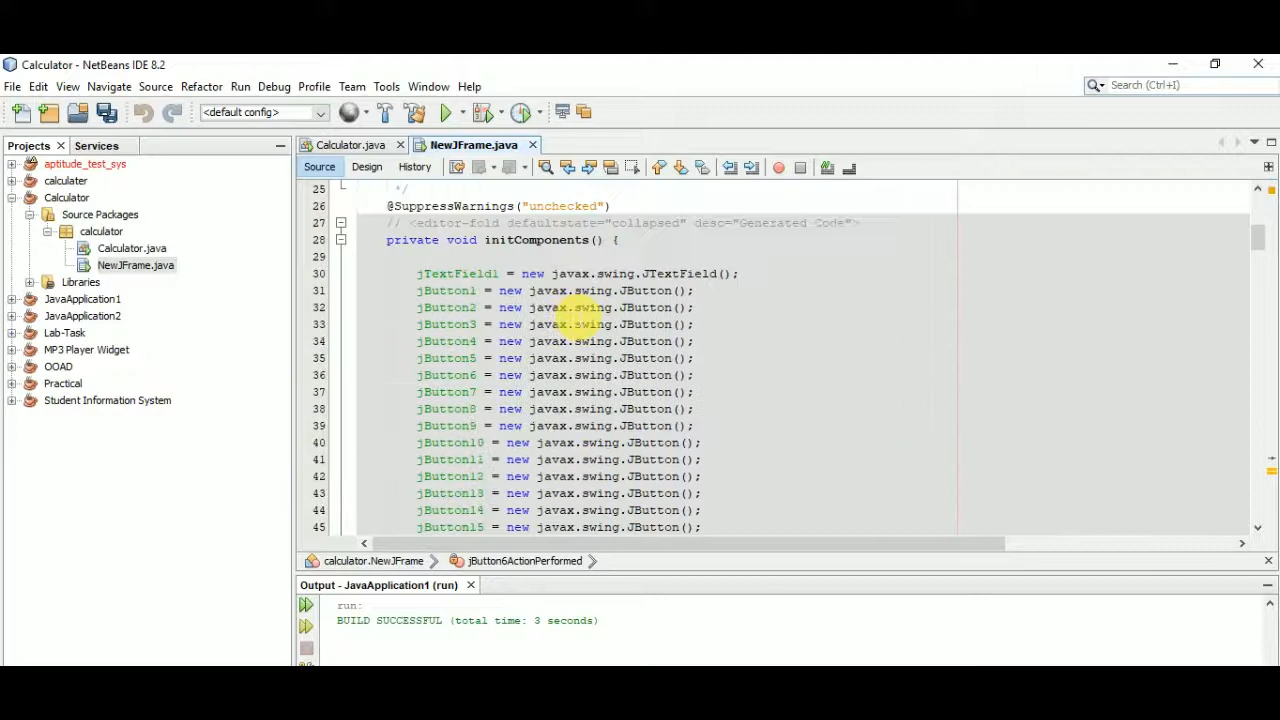 Calculator - NetBeans IDE 8.2
File Edit View Navigate Source Refactor Run Debug Profile Team Tools Window Help
Search (Ctrl+I)
<default config>
Projects Services
aptitude_test_sys
calculater
Calculator
Source Packages
calculator
Calculator.java
NewJFrame.java
Libraries
JavaApplication1
JavaApplication2
Lab-Task
MP3 Player Widget
OOAD
Practical
Student Information System
Calculator.java NewJFrame.java
Source Design History
25 */
26 @SuppressWarnings("unchecked")
27 // <editor-fold defaultstate="collapsed" desc="Generated Code">
28 private void initComponents() {
29
30 jTextField1 = new javax.swing.JTextField();
31 jButton1 = new javax.swing.JButton();
32 jButton2 = new javax.swing.JButton();
33 jButton3 = new javax.swing.JButton();
34 jButton4 = new javax.swing.JButton();
35 jButton5 = new javax.swing.JButton();
36 jButton6 = new javax.swing.JButton();
37 jButton7 = new javax.swing.JButton();
38 jButton8 = new javax.swing.JButton();
39 jButton9 = new javax.swing.JButton();
40 jButton10 = new javax.swing.JButton();
41 jButton11 = new javax.swing.JButton();
42 jButton12 = new javax.swing.JButton();
43 jButton13 = new javax.swing.JButton();
44 jButton14 = new javax.swing.JButton();
45 jButton15 = new javax.swing.JButton();
calculator.NewJFrame jButton6ActionPerformed
Output - JavaApplication1 (run)
run:
BUILD SUCCESSFUL (total time: 3 seconds)